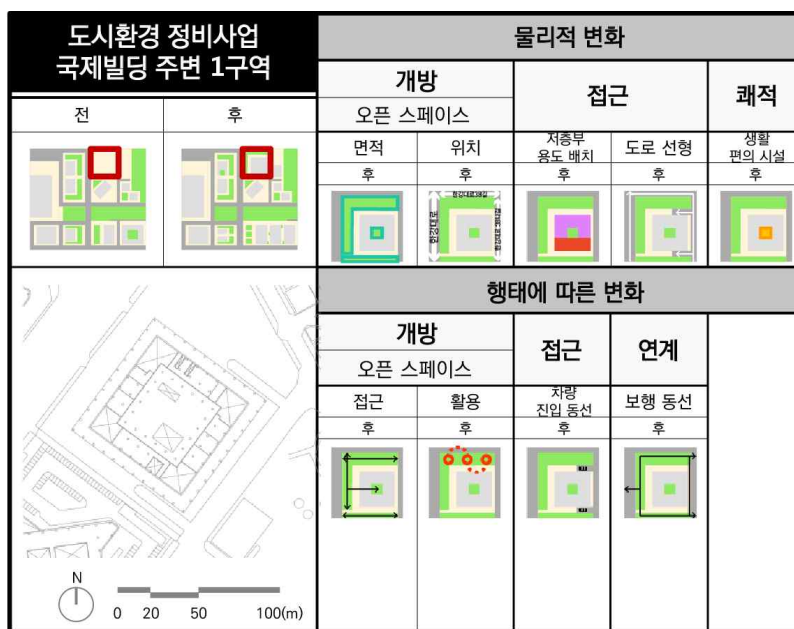 도시환경 정비사업
국제빌딩 주변 1구역
전
후
물리적 변화
개방
접근
쾌적
오픈 스페이스
면적
위치
저층부
용도 배치
도로 선형
생활
편의 시설
후
후
후
후
후
한강대로
행태에 따른 변화
개방
접근
연계
오픈 스페이스
접근
활용
차량
진입 동선
보행 동선
후
후
후
후
N
0 20 50 100(m)